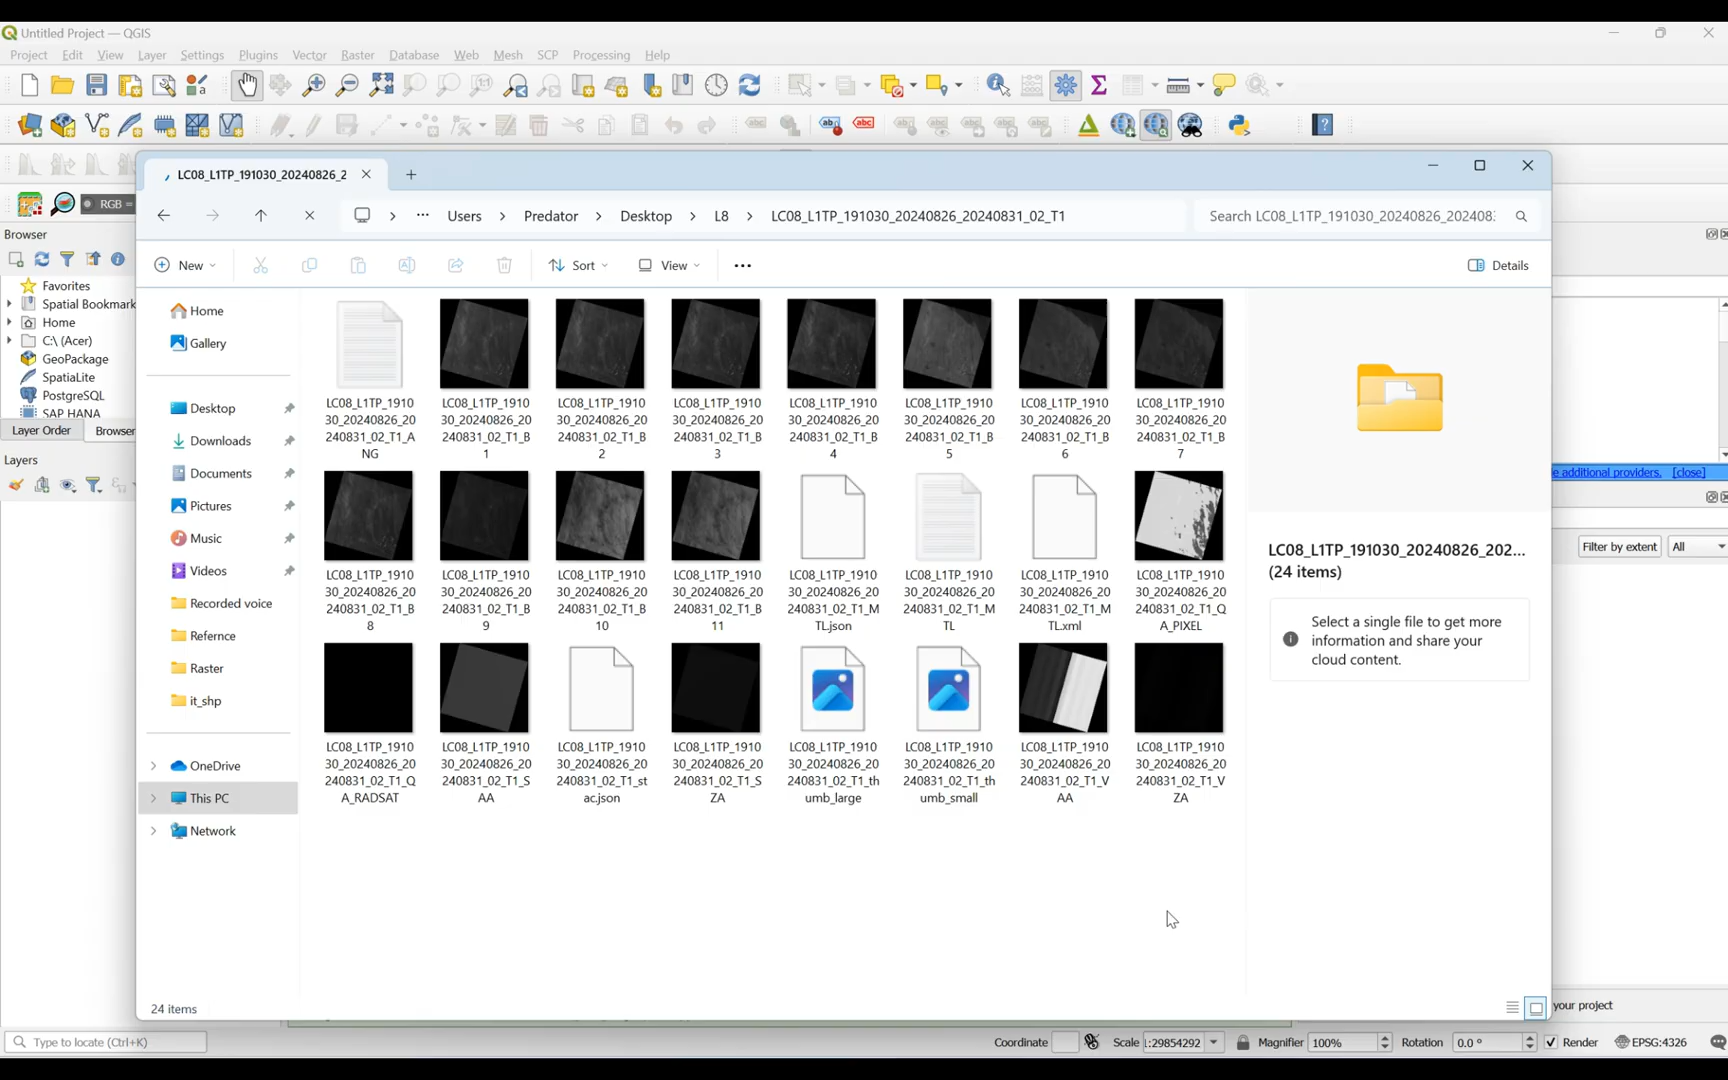 Untitled Project — QGIS
Project Edit View Layer Settings Plugins Vector Raster Database Web Mesh SCP Processing Help
RGB =
LC08_L1TP_191030_20240826_2
Users > Predator > Desktop > L8 > LC08_L1TP_191030_20240826_20240831_02_T1
Search LC08_L1TP_191030_20240826_202408:
New
Sort
View
Details
Browser
Favorites
Spatial Bookmark
Home
C:\ (Acer)
GeoPackage
SpatiaLite
PostgreSQL
SAP HANA
Layer Order
Browser
Layers
Home
Gallery
Desktop
Downloads
Documents
Pictures
Music
Videos
Recorded voice
Refernce
Raster
it_shp
OneDrive
This PC
Network
LC08_L1TP_1910
30_20240826_20
240831_02_T1_A
NG
LC08_L1TP_1910
30_20240826_20
240831_02_T1_B
1
LC08_L1TP_1910
30_20240826_20
240831_02_T1_B
2
LC08_L1TP_1910
30_20240826_20
240831_02_T1_B
3
LC08_L1TP_1910
30_20240826_20
240831_02_T1_B
4
LC08_L1TP_1910
30_20240826_20
240831_02_T1_B
5
LC08_L1TP_1910
30_20240826_20
240831_02_T1_B
6
LC08_L1TP_1910
30_20240826_20
240831_02_T1_B
7
LC08_L1TP_1910
30_20240826_20
240831_02_T1_B
8
LC08_L1TP_1910
30_20240826_20
240831_02_T1_B
9
LC08_L1TP_1910
30_20240826_20
240831_02_T1_B
10
LC08_L1TP_1910
30_20240826_20
240831_02_T1_B
11
LC08_L1TP_1910
30_20240826_20
240831_02_T1_M
TL.json
LC08_L1TP_1910
30_20240826_20
240831_02_T1_M
TL
LC08_L1TP_1910
30_20240826_20
240831_02_T1_M
TL.xml
LC08_L1TP_1910
30_20240826_20
240831_02_T1_Q
A_PIXEL
LC08_L1TP_1910
30_20240826_20
240831_02_T1_Q
A_RADSAT
LC08_L1TP_1910
30_20240826_20
240831_02_T1_S
AA
LC08_L1TP_1910
30_20240826_20
240831_02_T1_st
ac.json
LC08_L1TP_1910
30_20240826_20
240831_02_T1_S
ZA
LC08_L1TP_1910
30_20240826_20
240831_02_T1_th
umb_large
LC08_L1TP_1910
30_20240826_20
240831_02_T1_th
umb_small
LC08_L1TP_1910
30_20240826_20
240831_02_T1_V
AA
LC08_L1TP_1910
30_20240826_20
240831_02_T1_V
ZA
LC08_L1TP_191030_20240826_202...
(24 items)
Select a single file to get more
information and share your
cloud content.
e additional providers. [close]
Filter by extent
All
24 items
your project
Type to locate (Ctrl+K)
Coordinate
Scale 1:29854292
Magnifier 100%
Rotation 0.0 °
Render
EPSG:4326